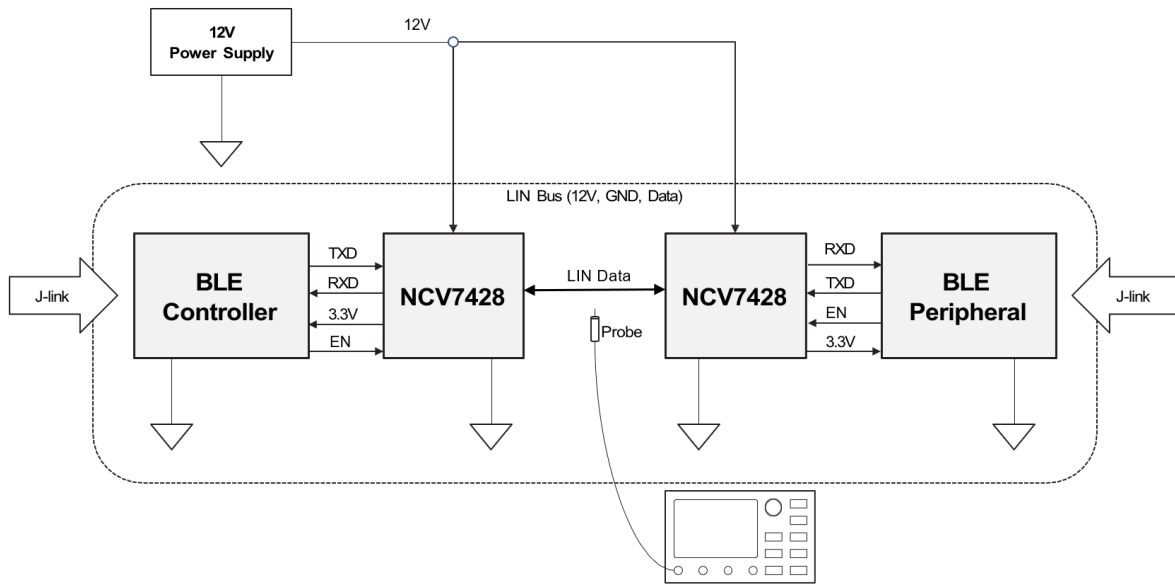 12V
Power Supply
12V
LIN Bus (12V, GND, Data)
J-link
BLE
Controller
TXD
RXD
3.3V
EN
NCV7428
LIN Data
Probe
NCV7428
RXD
TXD
EN
3.3V
BLE
Peripheral
J-link